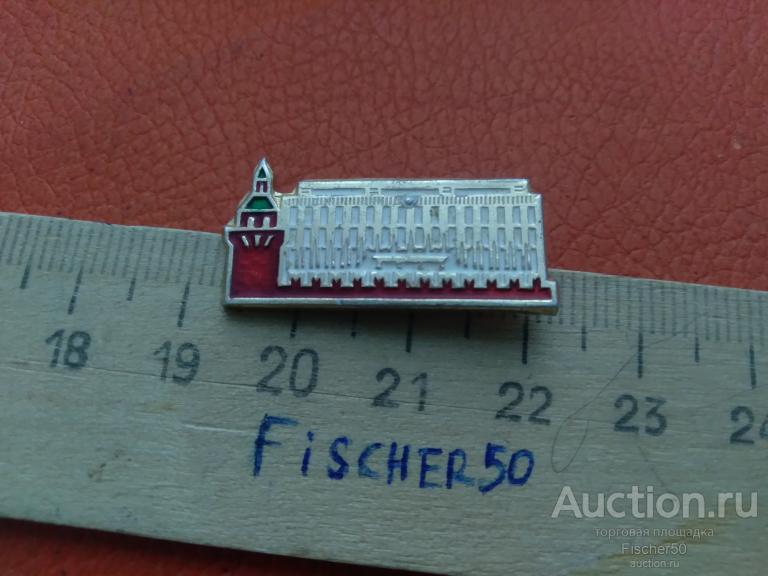 18 19 20 21 22 23 24
FiSCHER50
Auction.ru
торговая площадка
Fischer50
auction.ru